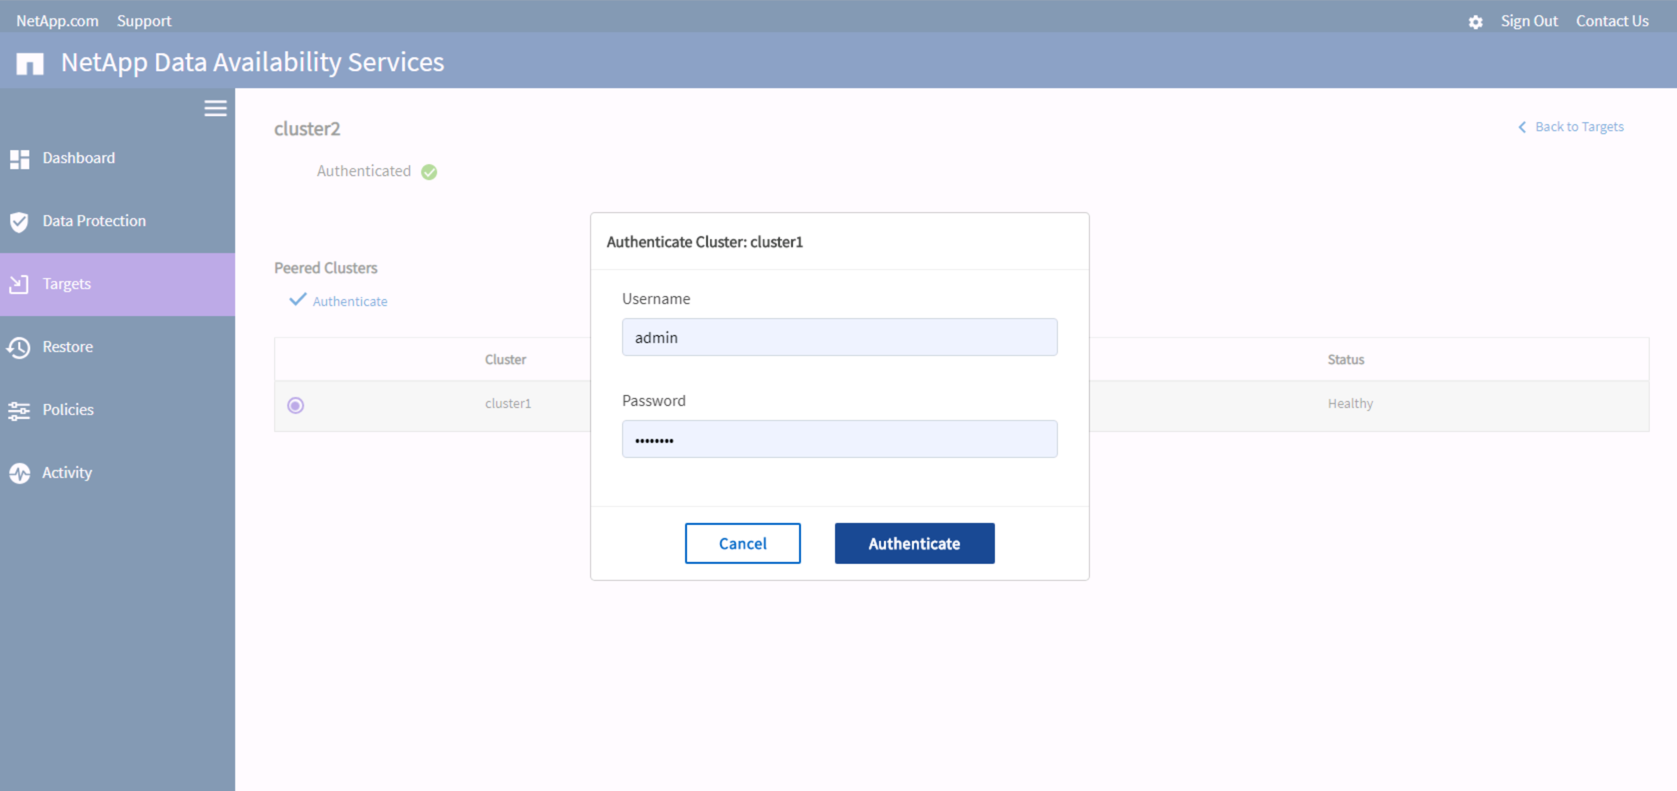 NetApp.com Support Sign Out Contact Us
NetApp Data Availability Services
Dashboard
Data Protection
Targets
Restore
Policies
Activity
cluster2
Back to Targets
Authenticated
Peered Clusters
Authenticate
Cluster Status
cluster1 Healthy
Authenticate Cluster: cluster1
Username
admin
Password
••••••••
Cancel Authenticate